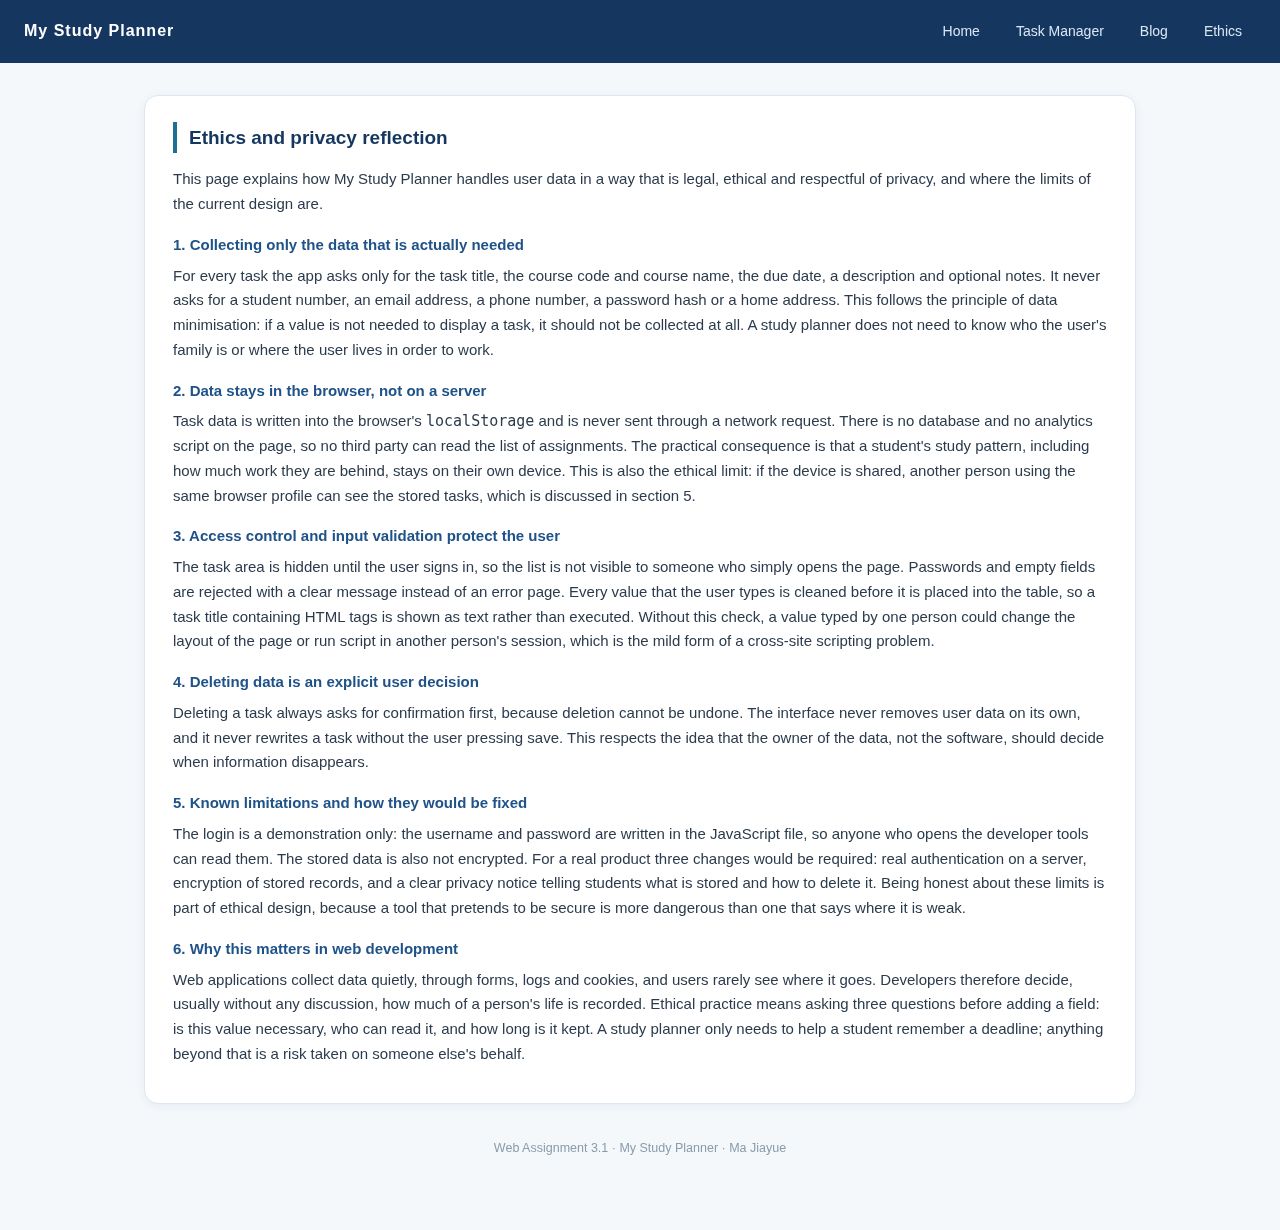 My Study Planner
Home
Task Manager
Blog
Ethics
Ethics and privacy reflection
This page explains how My Study Planner handles user data in a way that is legal, ethical and respectful of privacy, and where the limits of
the current design are.
1. Collecting only the data that is actually needed
For every task the app asks only for the task title, the course code and course name, the due date, a description and optional notes. It never
asks for a student number, an email address, a phone number, a password hash or a home address. This follows the principle of data
minimisation: if a value is not needed to display a task, it should not be collected at all. A study planner does not need to know who the user's
family is or where the user lives in order to work.
2. Data stays in the browser, not on a server
Task data is written into the browser's localStorage and is never sent through a network request. There is no database and no analytics
script on the page, so no third party can read the list of assignments. The practical consequence is that a student's study pattern, including
how much work they are behind, stays on their own device. This is also the ethical limit: if the device is shared, another person using the
same browser profile can see the stored tasks, which is discussed in section 5.
3. Access control and input validation protect the user
The task area is hidden until the user signs in, so the list is not visible to someone who simply opens the page. Passwords and empty fields
are rejected with a clear message instead of an error page. Every value that the user types is cleaned before it is placed into the table, so a
task title containing HTML tags is shown as text rather than executed. Without this check, a value typed by one person could change the
layout of the page or run script in another person's session, which is the mild form of a cross-site scripting problem.
4. Deleting data is an explicit user decision
Deleting a task always asks for confirmation first, because deletion cannot be undone. The interface never removes user data on its own,
and it never rewrites a task without the user pressing save. This respects the idea that the owner of the data, not the software, should decide
when information disappears.
5. Known limitations and how they would be fixed
The login is a demonstration only: the username and password are written in the JavaScript file, so anyone who opens the developer tools
can read them. The stored data is also not encrypted. For a real product three changes would be required: real authentication on a server,
encryption of stored records, and a clear privacy notice telling students what is stored and how to delete it. Being honest about these limits is
part of ethical design, because a tool that pretends to be secure is more dangerous than one that says where it is weak.
6. Why this matters in web development
Web applications collect data quietly, through forms, logs and cookies, and users rarely see where it goes. Developers therefore decide,
usually without any discussion, how much of a person's life is recorded. Ethical practice means asking three questions before adding a field:
is this value necessary, who can read it, and how long is it kept. A study planner only needs to help a student remember a deadline; anything
beyond that is a risk taken on someone else's behalf.
Web Assignment 3.1 · My Study Planner · Ma Jiayue